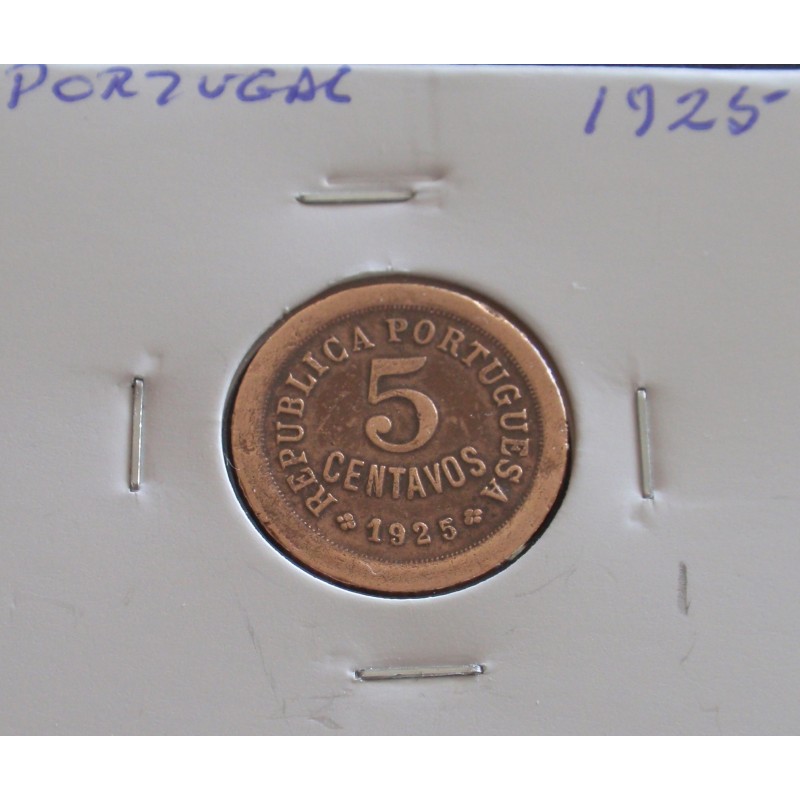 PORTUGAL 1925
REPUBLICA PORTUGUESA
5
CENTAVOS
1925